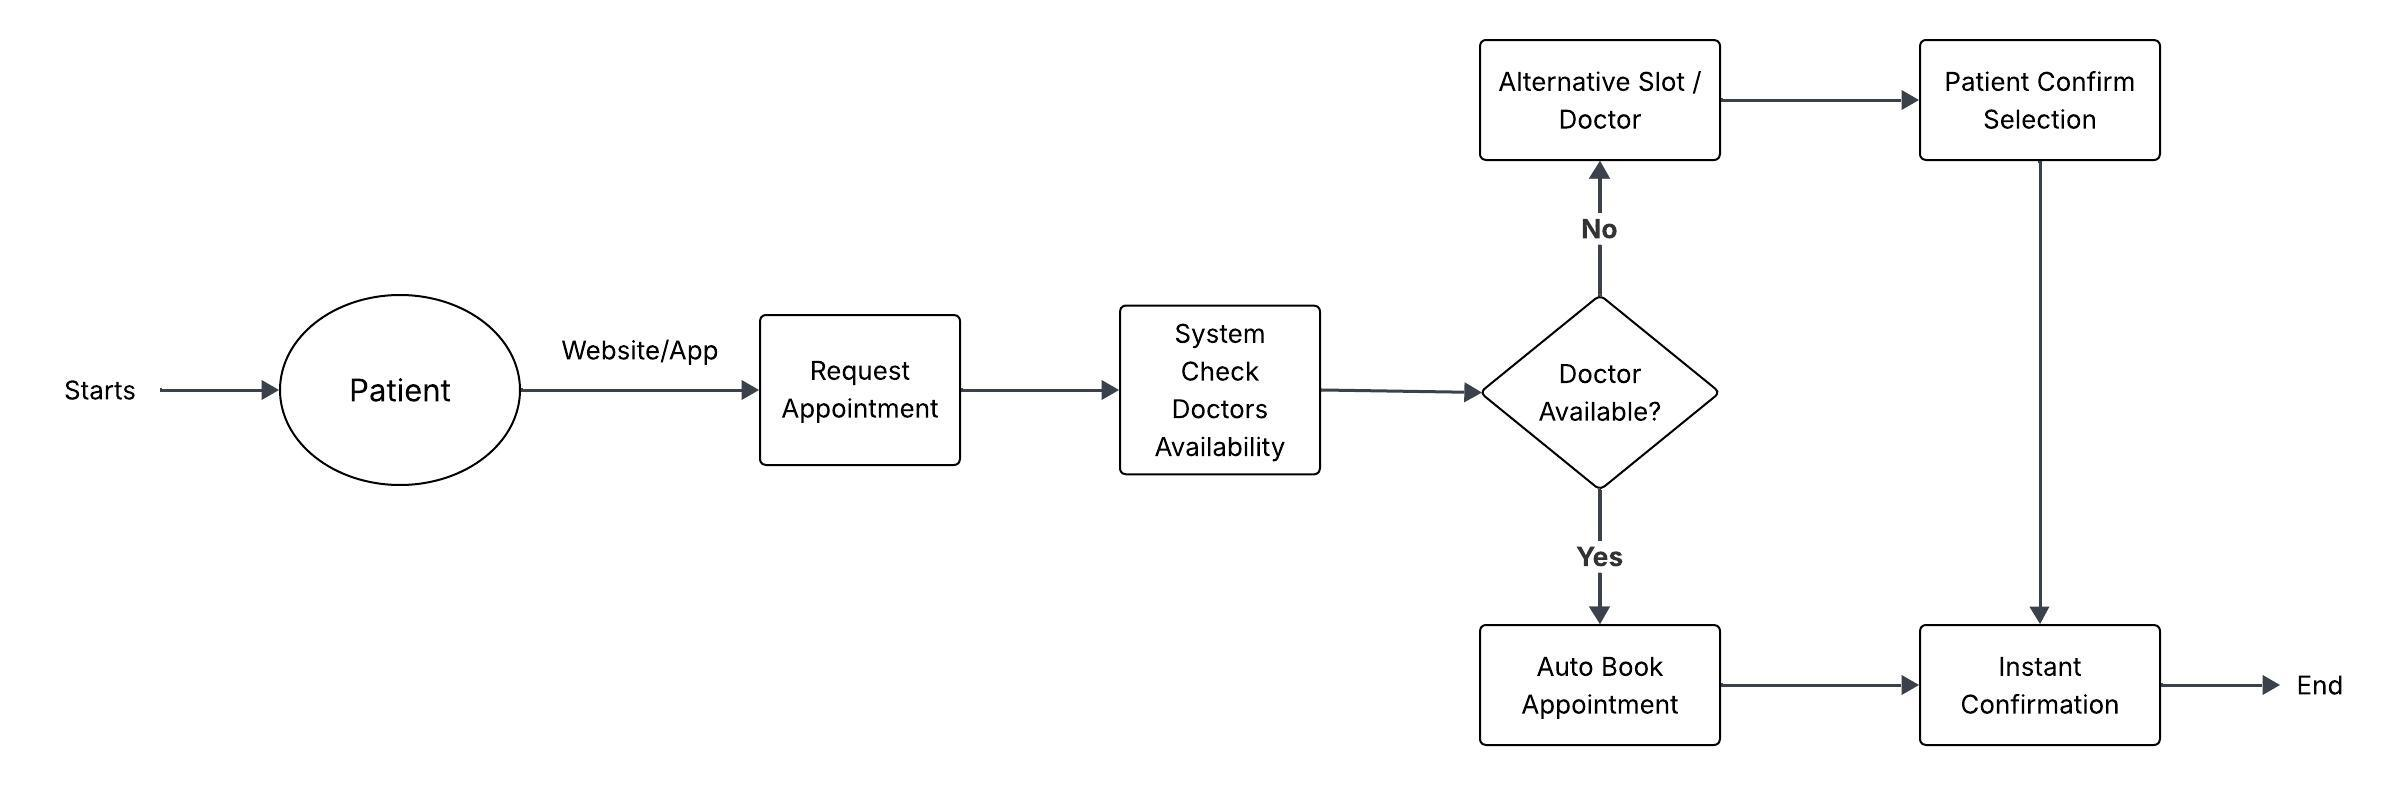 Starts
Patient
Website/App
Request
Appointment
System
Check
Doctors
Availability
Doctor
Available?
No
Alternative Slot /
Doctor
Patient Confirm
Selection
Yes
Auto Book
Appointment
Instant
Confirmation
End